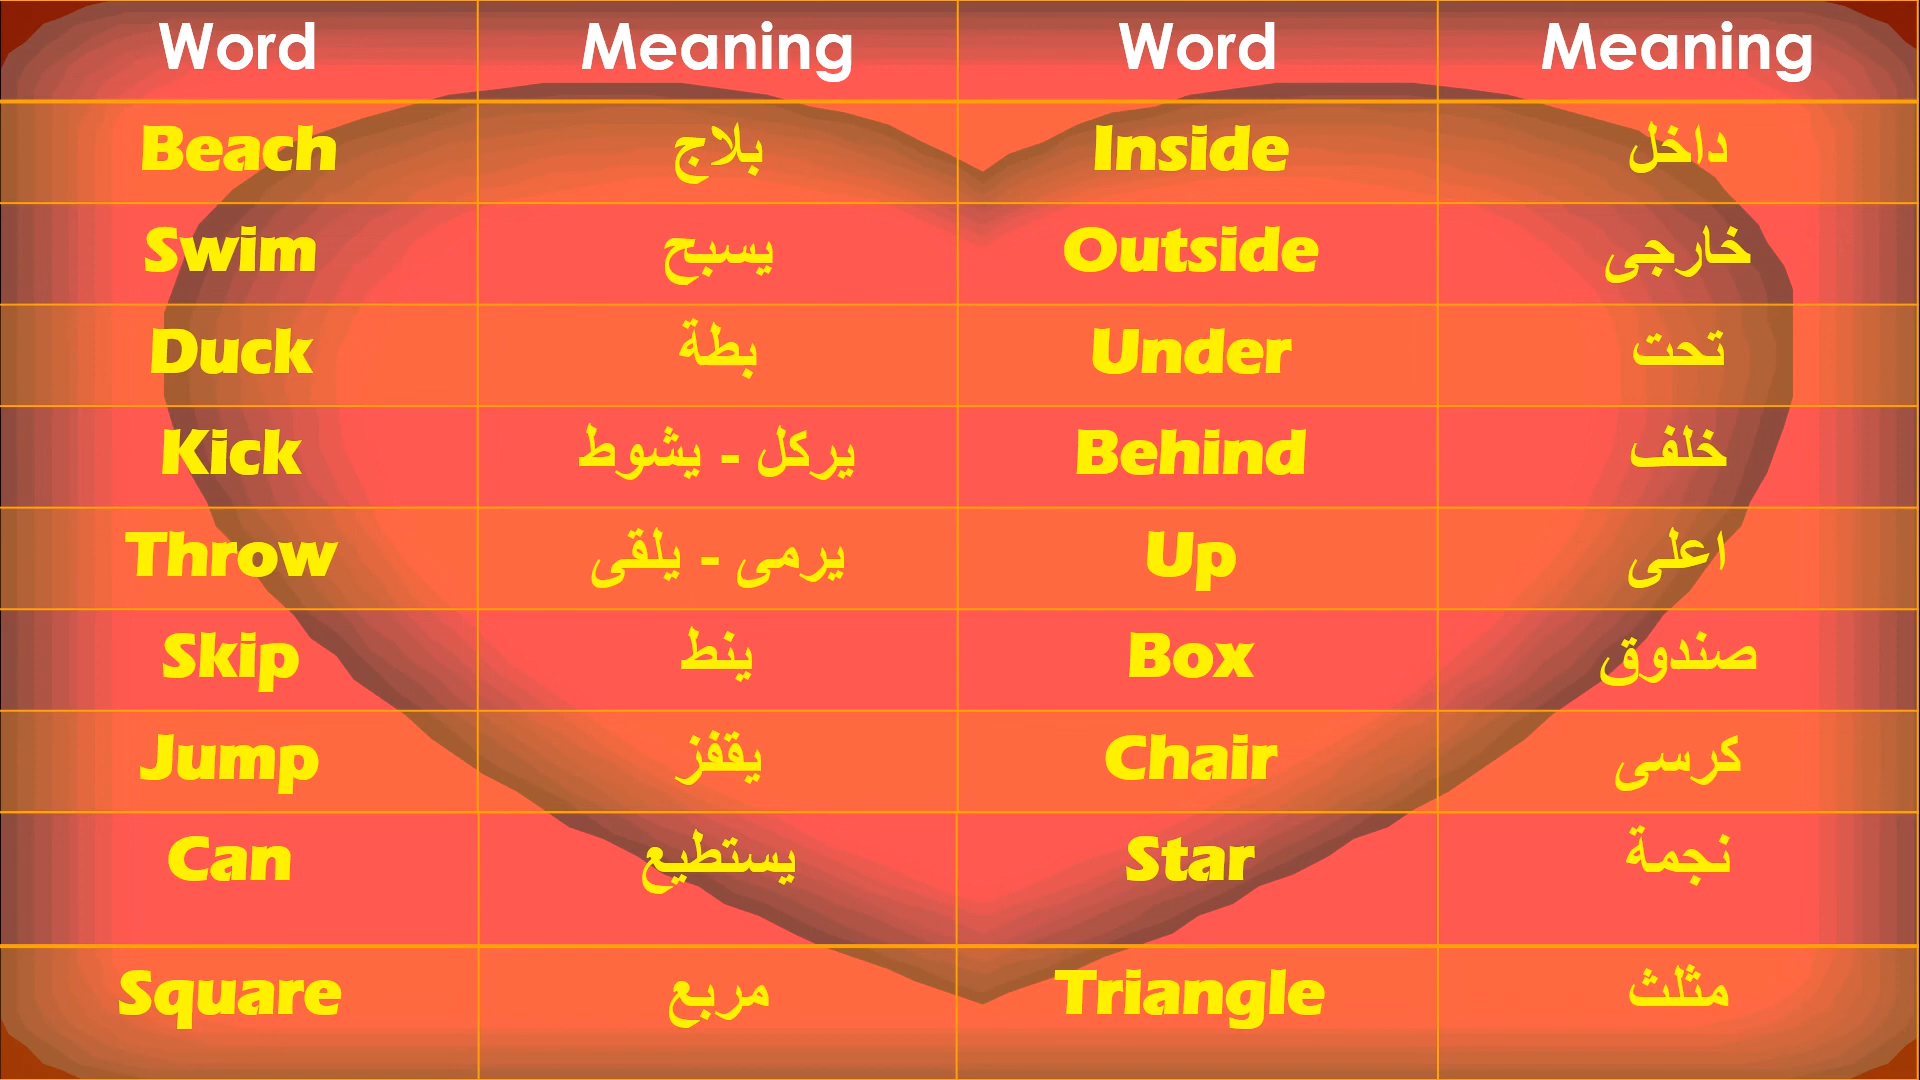 Word Meaning Word Meaning
Beach بلاج Inside داخل
Swim يسبح Outside خارجى
Duck بطة Under تحت
Kick يركل - يشوط Behind خلف
Throw يرمى - يلقى Up اعلى
Skip ينط Box صندوق
Jump يقفز Chair كرسى
Can يستطيع Star نجمة
Square مربع Triangle مثلث